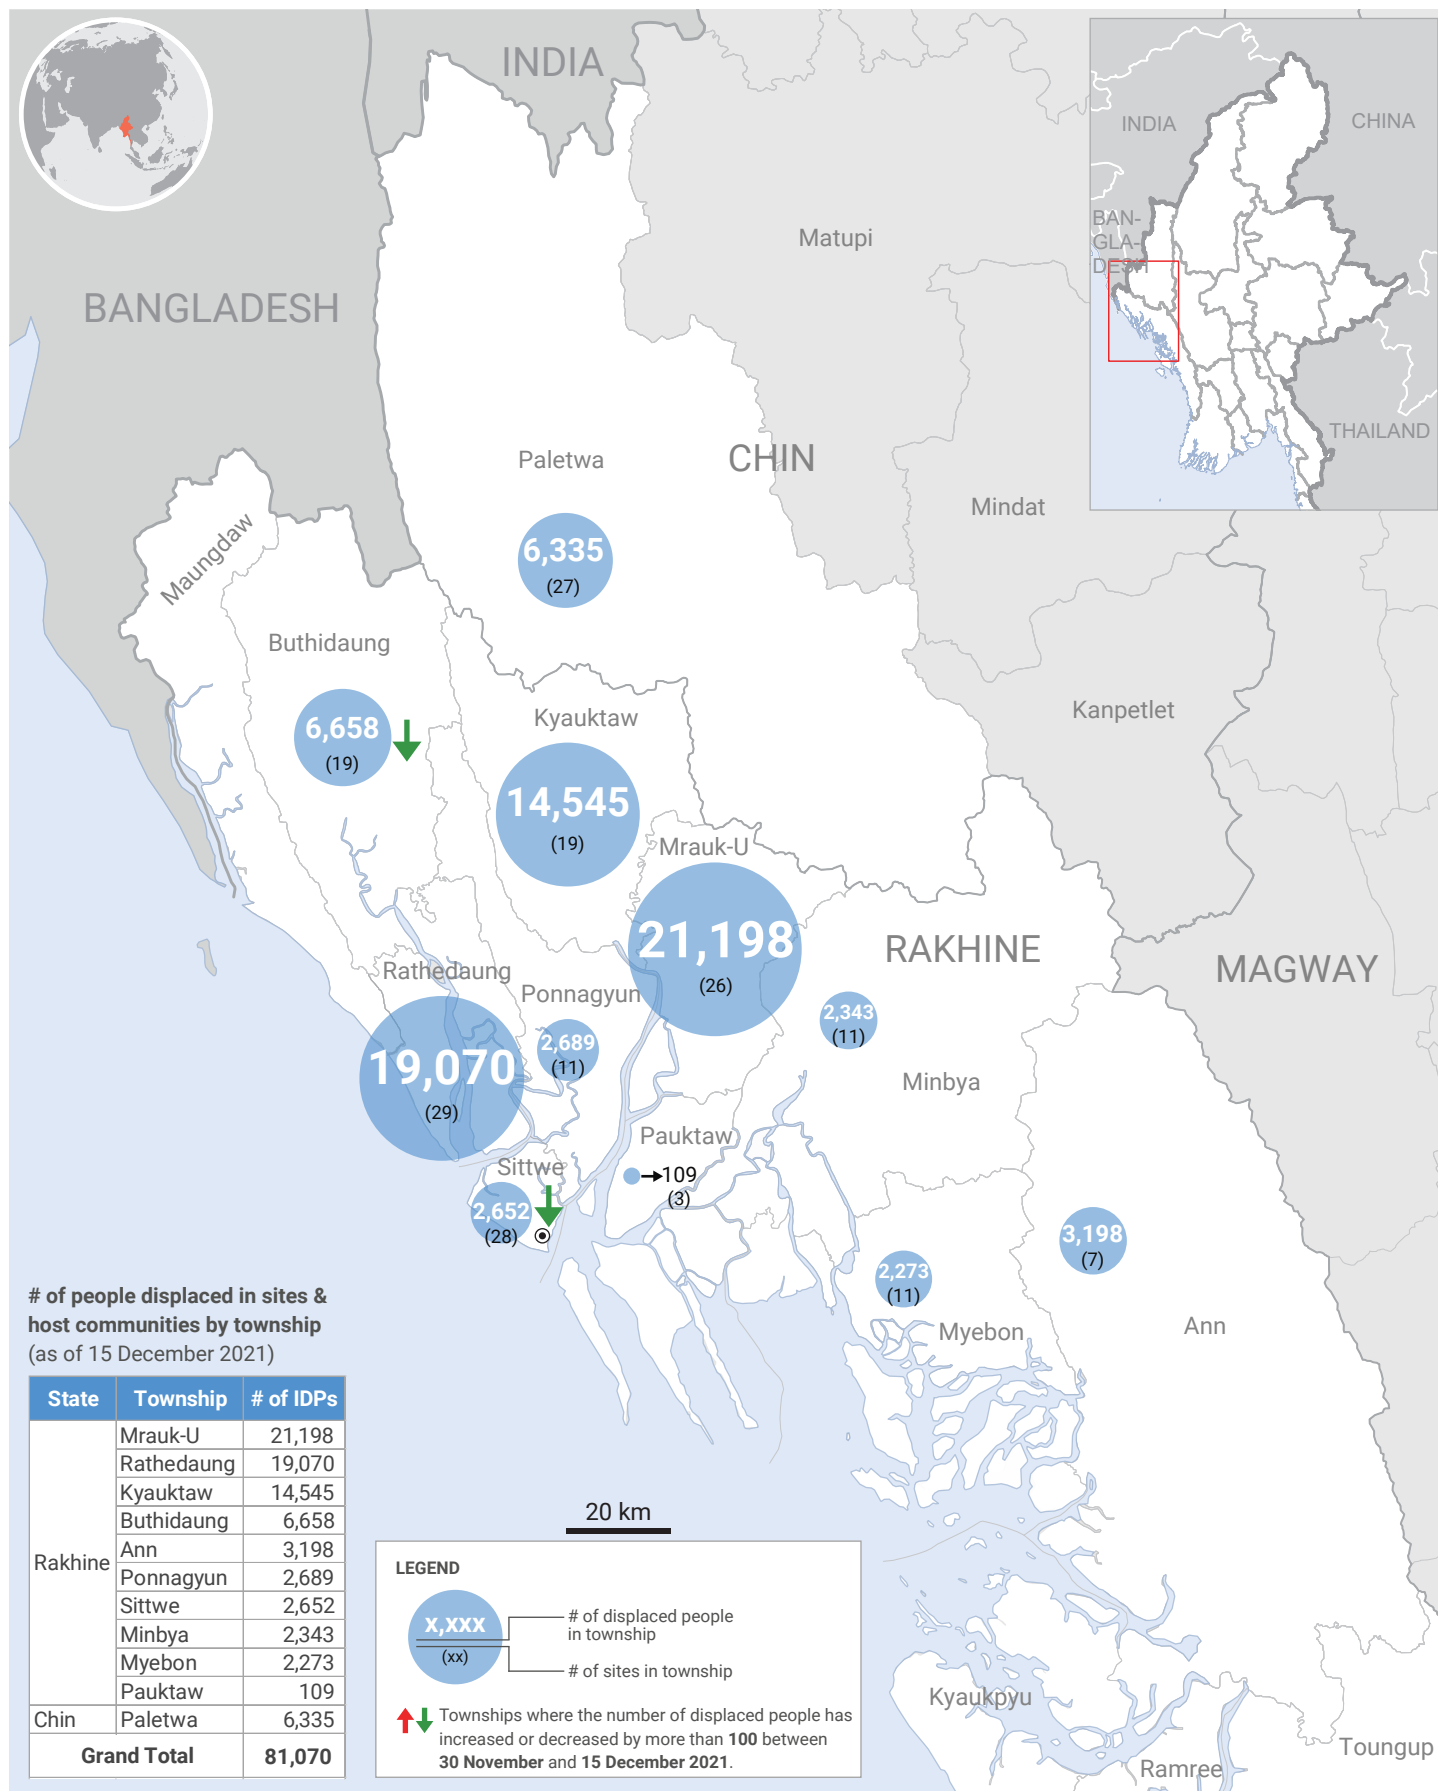 INDIA
BANGLADESH
Matupi
INDIA
CHINA
BAN-
GLA-
DESH
THAILAND
Paletwa
CHIN
Mindat
6,335
(27)
Maungdaw
Buthidaung
6,658
(19)
Kyauktaw
14,545
(19)
Kanpetlet
Mrauk-U
21,198
(26)
RAKHINE
MAGWAY
Rathedaung
19,070
(29)
Ponnagyun
2,689
(11)
2,343
(11)
Minbya
Pauktaw
109
(3)
Sittwe
2,652
(28)
3,198
(7)
Ann
2,273
(11)
Myebon
# of people displaced in sites &
host communities by township
(as of 15 December 2021)
State Township # of IDPs
Rakhine
Mrauk-U 21,198
Rathedaung 19,070
Kyauktaw 14,545
Buthidaung 6,658
Ann 3,198
Ponnagyun 2,689
Sittwe 2,652
Minbya 2,343
Myebon 2,273
Pauktaw 109
Chin Paletwa 6,335
Grand Total 81,070
20 km
LEGEND
x,xxx
(xx)
# of displaced people
in township
# of sites in township
Townships where the number of displaced people has
increased or decreased by more than 100 between
30 November and 15 December 2021.
Kyaukpyu
Ramree
Toungup